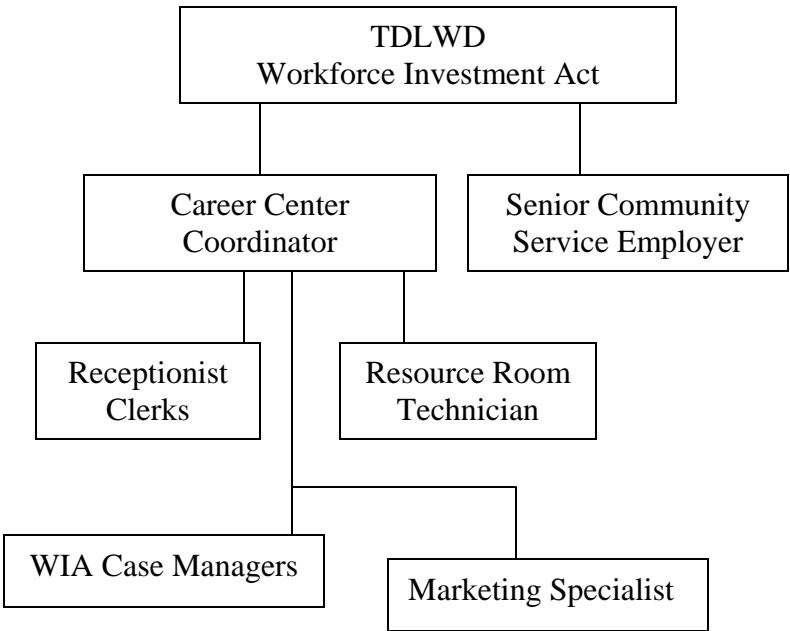 TDLWD
Workforce Investment Act
Career Center
Coordinator
Senior Community
Service Employer
Receptionist
Clerks
Resource Room
Technician
WIA Case Managers
Marketing Specialist